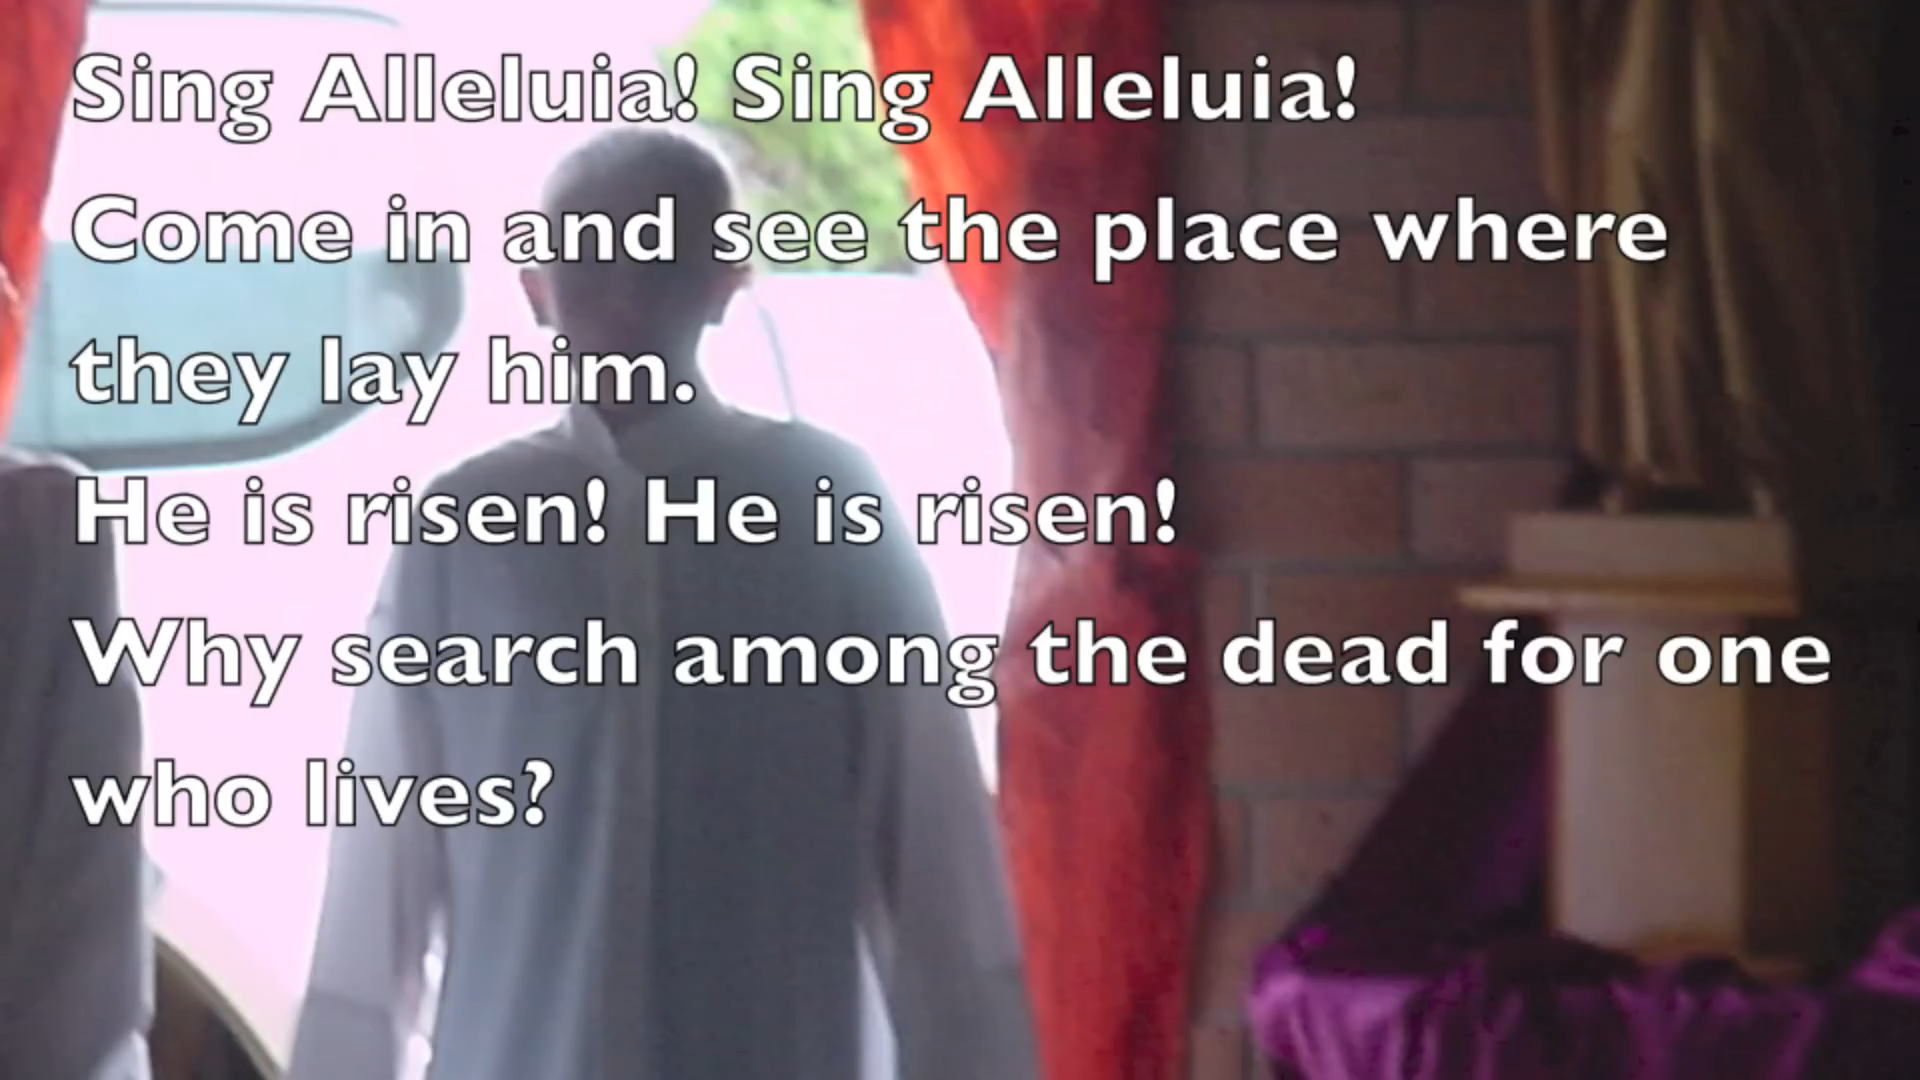 Sing Alleluia! Sing Alleluia!
Come in and see the place where
they lay him.
He is risen! He is risen!
Why search among the dead for one
who lives?